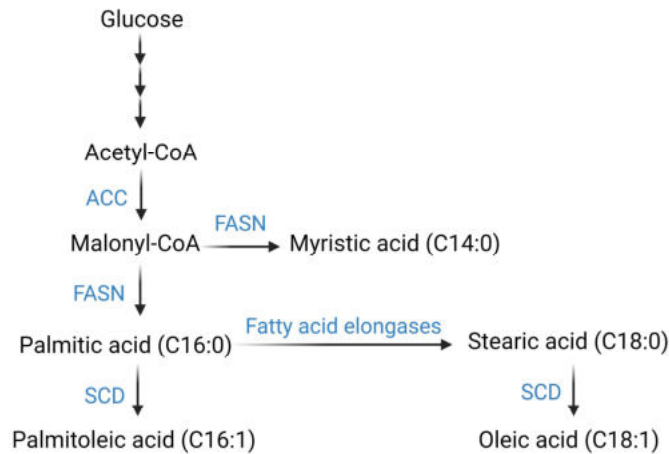 Glucose
Acetyl-CoA
ACC
FASN
Malonyl-CoA
Myristic acid (C14:0)
FASN
Fatty acid elongases
Palmitic acid (C16:0)
Stearic acid (C18:0)
SCD
SCD
Palmitoleic acid (C16:1)
Oleic acid (C18:1)